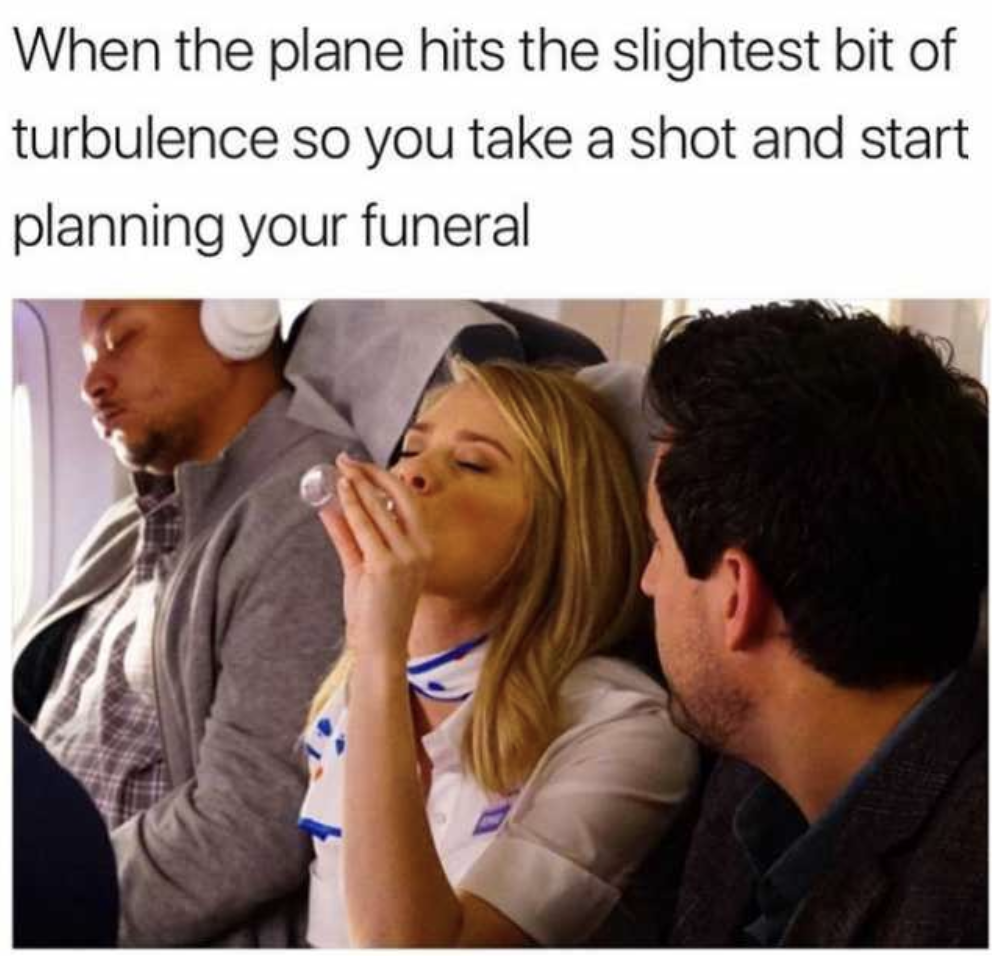 When the plane hits the slightest bit of
turbulence so you take a shot and start
planning your funeral